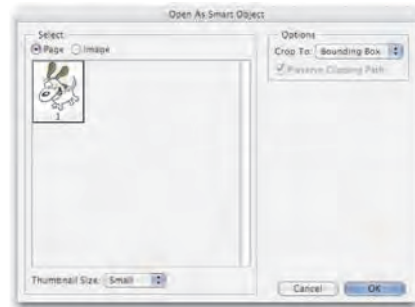 Open As Smart Object
Select
Page Image
1
Thumbnail Size: Small
Options
Crop To: Bounding Box
Preserve Clipping Path
Cancel OK